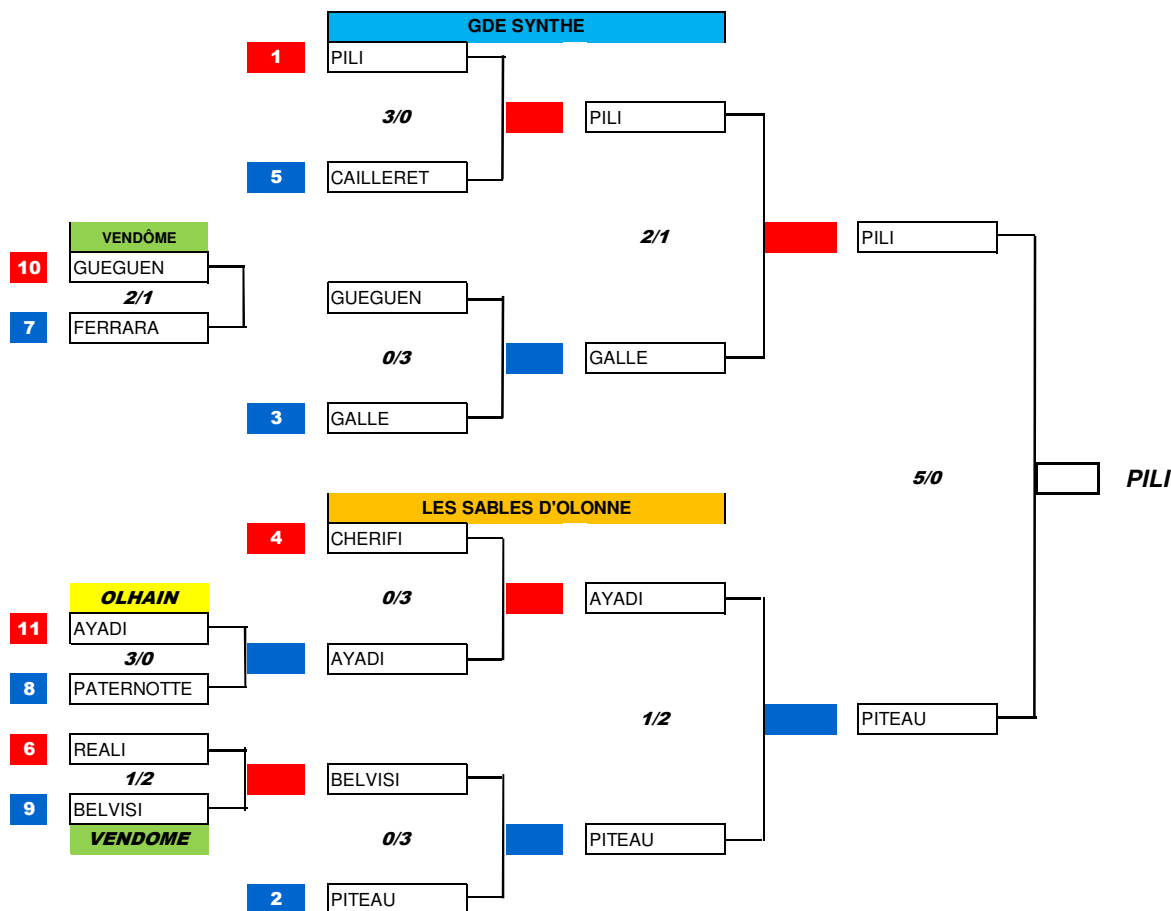 GDE SYNTHE
1 PILI
3/0 PILI
5 CAILLERET
VENDÔME 2/1 PILI
10 GUEGUEN
2/1 GUEGUEN
7 FERRARA
0/3 GALLE
3 GALLE
5/0 PILI
LES SABLES D'OLONNE
4 CHERIFI
OLHAIN 0/3 AYADI
11 AYADI
3/0 AYADI
8 PATERNOTTE
1/2 PITEAU
6 REALI
1/2 BELVISI
9 BELVISI
VENDOME 0/3 PITEAU
2 PITEAU